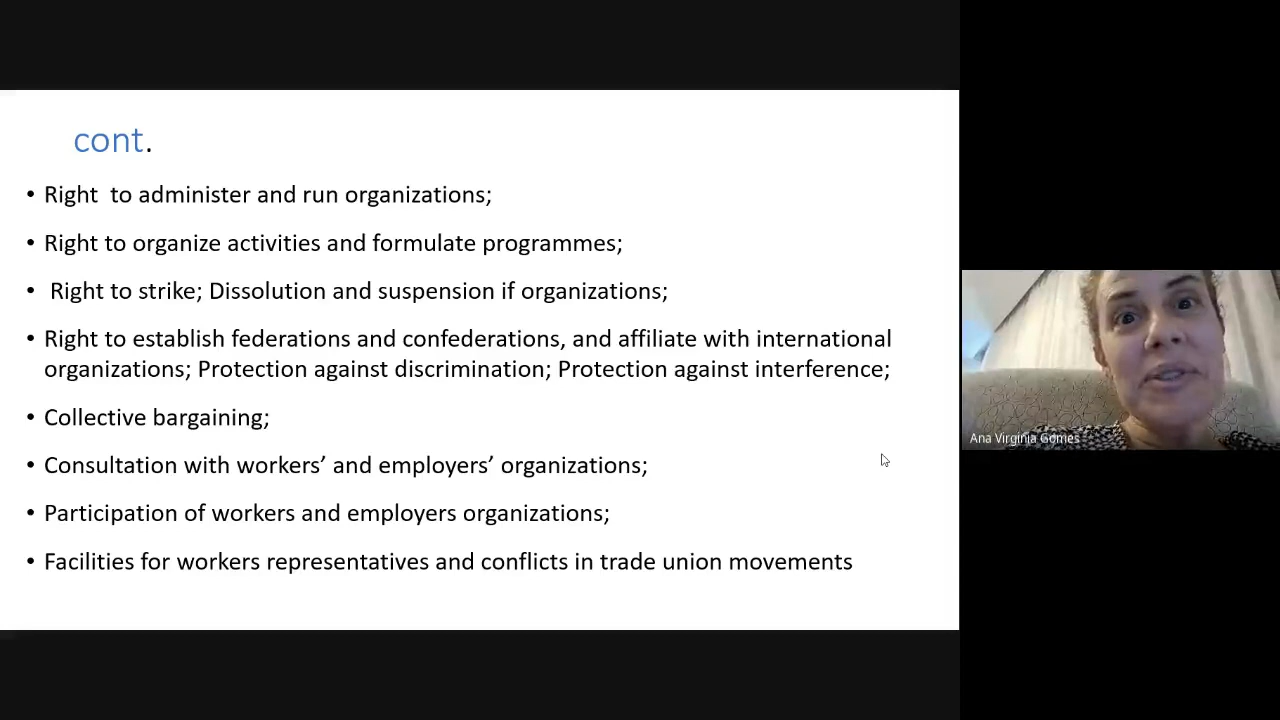 cont.
• Right  to administer and run organizations;
• Right to organize activities and formulate programmes;
•  Right to strike; Dissolution and suspension if organizations;
• Right to establish federations and confederations, and affiliate with international
organizations; Protection against discrimination; Protection against interference;
• Collective bargaining;
• Consultation with workers’ and employers’ organizations;
• Participation of workers and employers organizations;
• Facilities for workers representatives and conflicts in trade union movements
Ana Virginia Gomes